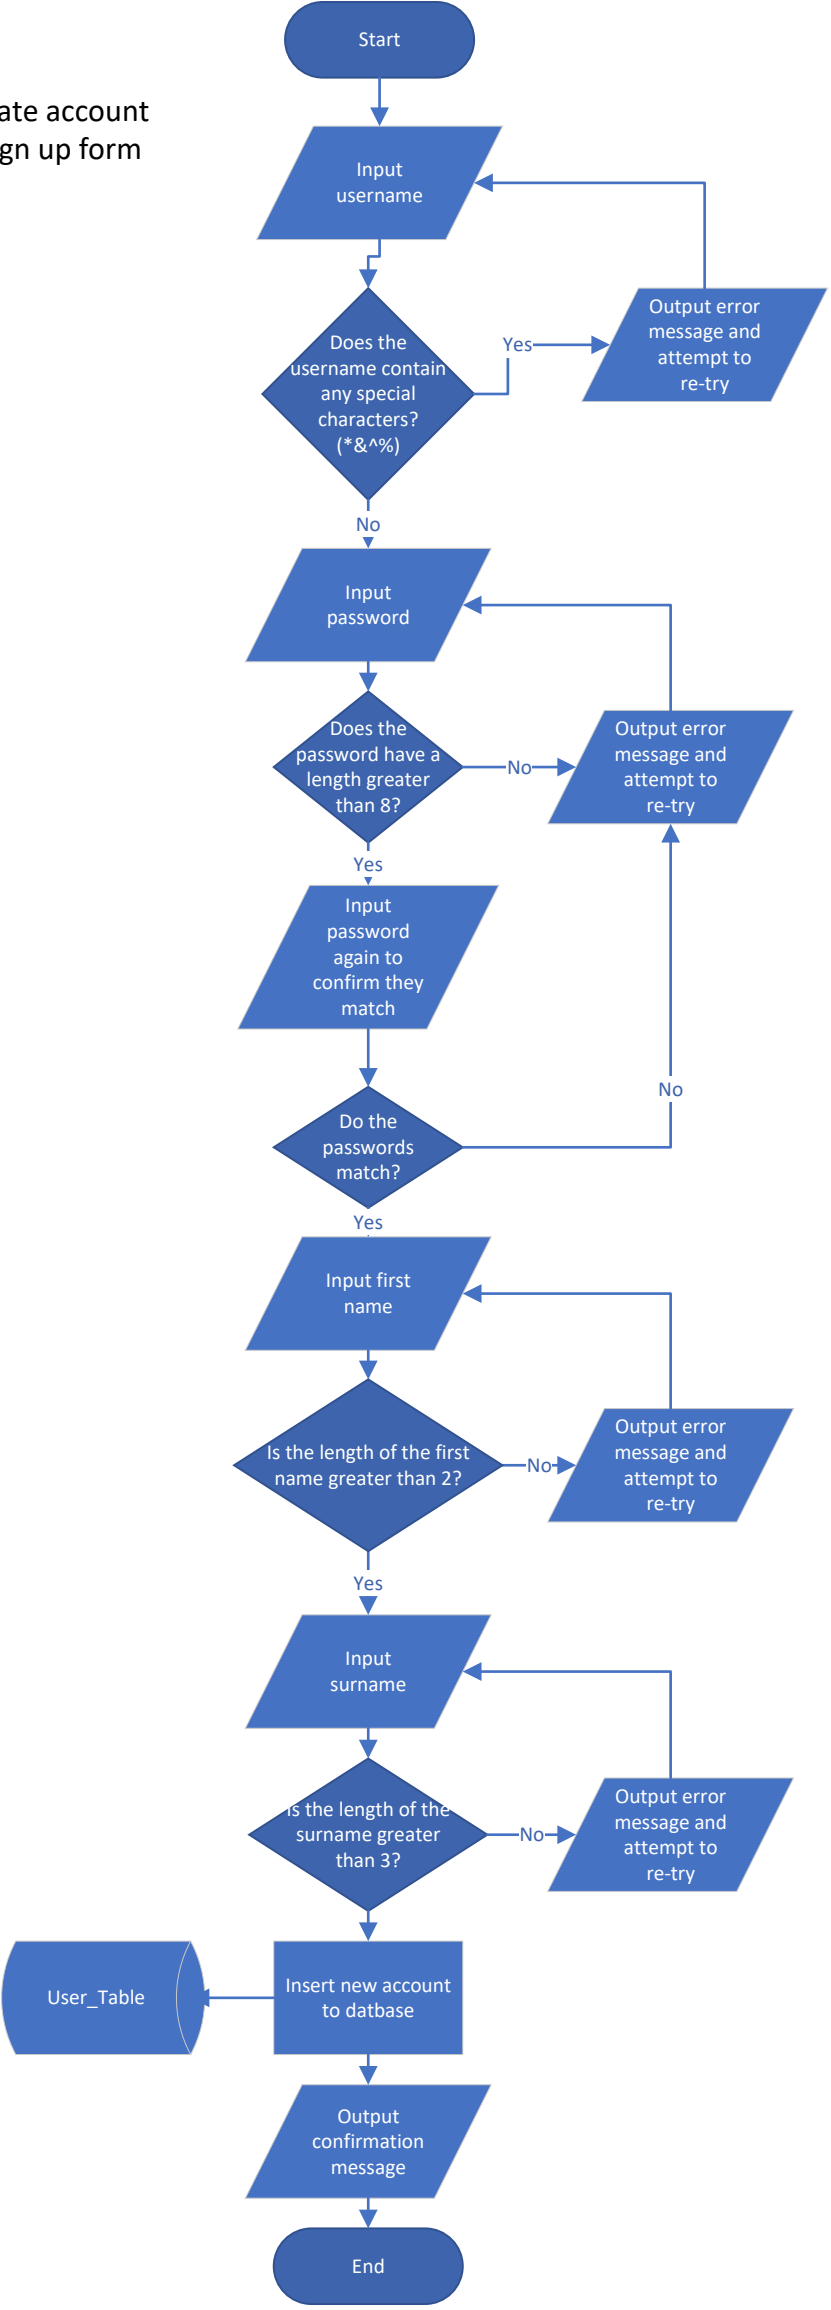 Start
ate account
gn up form
Input
username
Output error
message and
attempt to
re-try
Yes
Does the
username contain
any special
characters?
(*&^%)
No
Input
password
Does the
password have a
length greater
than 8?
No
Output error
message and
attempt to
re-try
Yes
Input
password
again to
confirm they
match
No
Do the
passwords
match?
Yes
Input first
name
Is the length of the first
name greater than 2?
No
Output error
message and
attempt to
re-try
Yes
Input
surname
Is the length of the
surname greater
than 3?
No
Output error
message and
attempt to
re-try
User_Table
Insert new account
to datbase
Output
confirmation
message
End